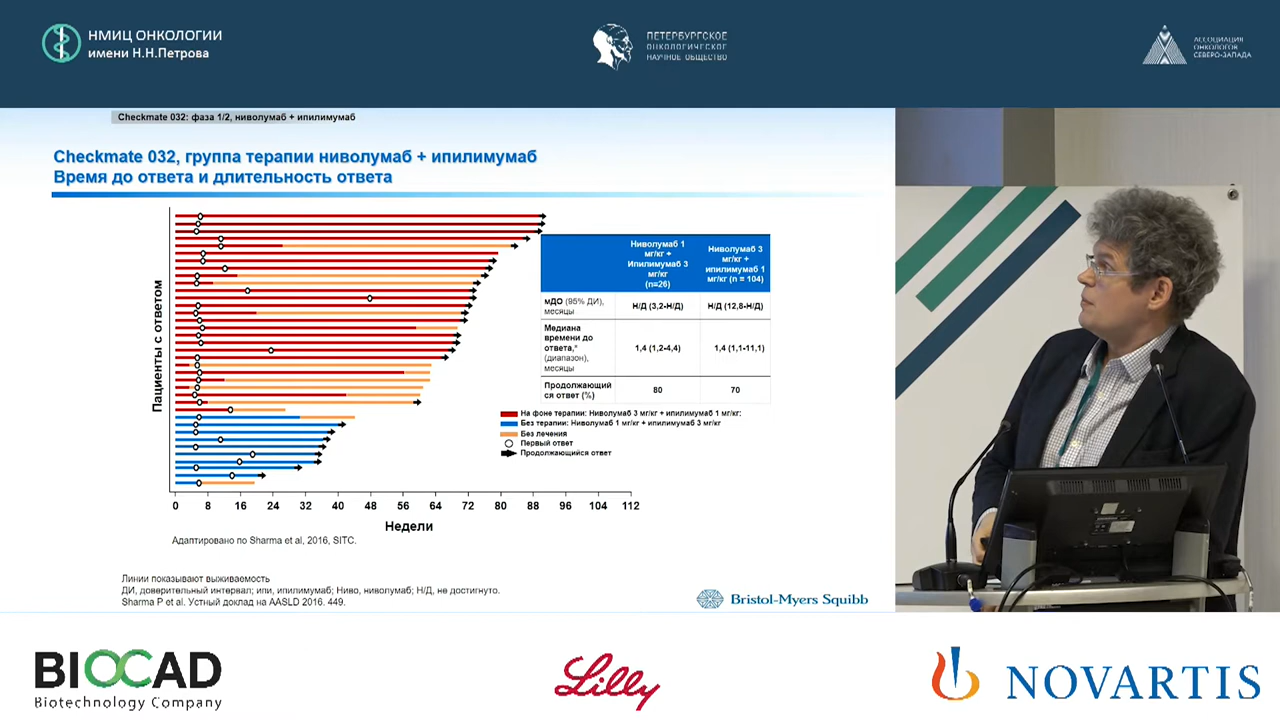 НМИЦ ОНКОЛОГИИ
имени Н.Н.Петрова
ПЕТЕРБУРГСКОЕ
ОНКОЛОГИЧЕСКОЕ
НАУЧНОЕ ОБЩЕСТВО
АССОЦИАЦИЯ
ОНКОЛОГОВ
СЕВЕРО-ЗАПАДА
Checkmate 032: фаза 1/2, ниволумаб + ипилимумаб
Checkmate 032, группа терапии ниволумаб + ипилимумаб
Время до ответа и длительность ответа
Пациенты с ответом
Ниволумаб 1
мг/кг +
Ипилимумаб 3
мг/кг
(n=26)
Ниволумаб 3
мг/кг +
ипилимумаб 1
мг/кг (n = 104)
мДО (95% ДИ),
месяцы
Н/Д (3,2-Н/Д)
Н/Д (12,8-Н/Д)
Медиана
времени до
ответа,*
(диапазон),
месяцы
1,4 (1,2-4,4)
1,4 (1,1-11,1)
Продолжающий
ся ответ (%)
80
70
На фоне терапии: Ниволумаб 3 мг/кг + ипилимумаб 1 мг/кг:
Без терапии: Ниволумаб 1 мг/кг + ипилимумаб 3 мг/кг
Без лечения
Первый ответ
Продолжающийся ответ
0 8 16 24 32 40 48 56 64 72 80 88 96 104 112
Недели
Адаптировано по Sharma et al, 2016, SITC.
Линии показывают выживаемость
ДИ, доверительный интервал; ипи, ипилимумаб; Ниво, ниволумаб; Н/Д, не достигнуто.
Sharma P et al. Устный доклад на AASLD 2016. 449.
Bristol-Myers Squibb
BIOCAD
Biotechnology Company
Lilly
NOVARTIS